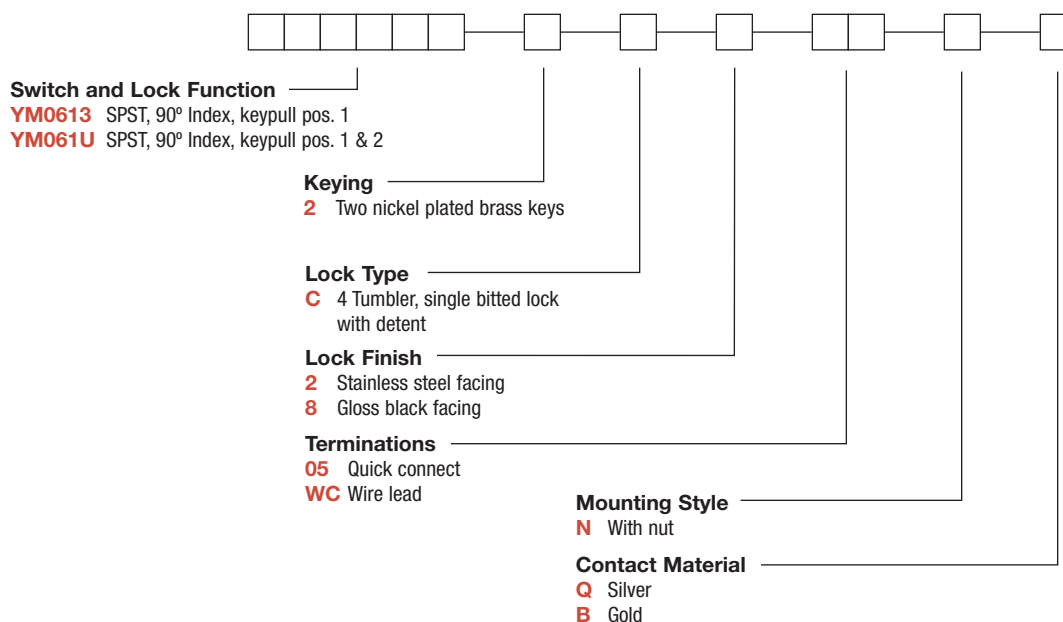 Switch and Lock Function
YM0613 SPST, 90º Index, keypull pos. 1
YM061U SPST, 90º Index, keypull pos. 1 & 2
Keying
2 Two nickel plated brass keys
Lock Type
C 4 Tumbler, single bitted lock
with detent
Lock Finish
2 Stainless steel facing
8 Gloss black facing
Terminations
05 Quick connect
WC Wire lead
Mounting Style
N With nut
Contact Material
Q Silver
B Gold